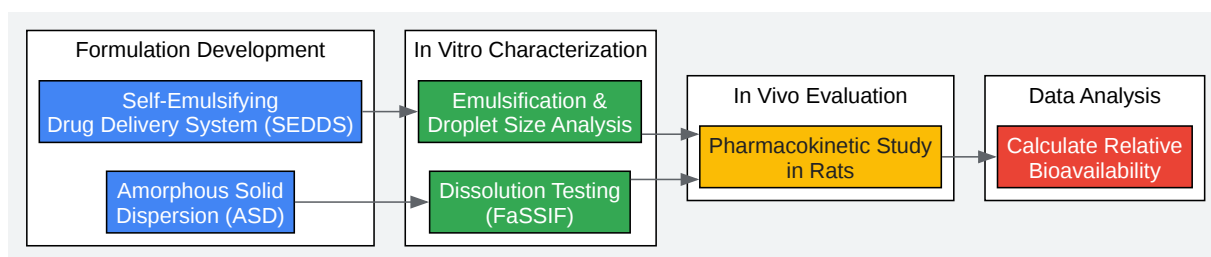 Formulation Development
Self-Emulsifying
Drug Delivery System (SEDDS)
Amorphous Solid
Dispersion (ASD)
In Vitro Characterization
Emulsification &
Droplet Size Analysis
Dissolution Testing
(FaSSIF)
In Vivo Evaluation
Pharmacokinetic Study
in Rats
Data Analysis
Calculate Relative
Bioavailability